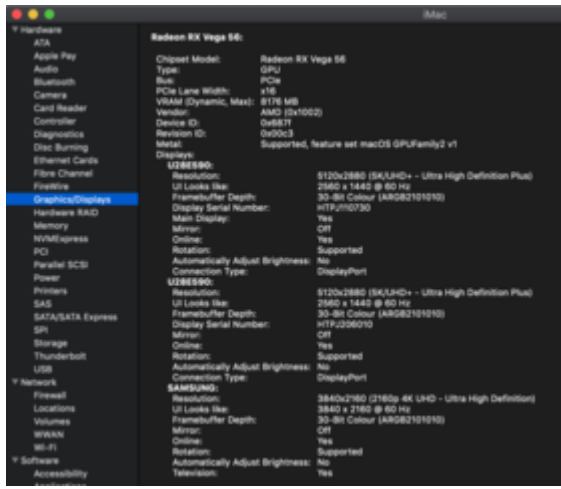 iMac
Hardware
ATA
Apple Pay
Audio
Bluetooth
Camera
Card Reader
Controller
Diagnostics
Disc Burning
Ethernet Cards
Fibre Channel
FireWire
Graphics/Displays
Hardware RAID
Memory
NVMExpress
PCI
Parallel SCSI
Power
Printers
SAS
SATA/SATA Express
SPI
Storage
Thunderbolt
USB
Network
Firewall
Locations
Volumes
WWAN
Wi-Fi
Software
Accessibility
Applications
Radeon RX Vega 56:
Chipset Model: Radeon RX Vega 56
Type: GPU
Bus: PCIe
PCIe Lane Width: x16
VRAM (Dynamic, Max): 8176 MB
Vendor: AMD (0x1002)
Device ID: 0x687f
Revision ID: 0x00c3
Metal: Supported, feature set macOS GPUFamily2 v1
Displays:
U28E590:
Resolution: 5120x2880 (5K/UHD+ - Ultra High Definition Plus)
UI Looks like: 2560 x 1440 @ 60 Hz
Framebuffer Depth: 30-Bit Colour (ARGB2101010)
Display Serial Number: HTPJ110730
Main Display: Yes
Mirror: Off
Online: Yes
Rotation: Supported
Automatically Adjust Brightness: No
Connection Type: DisplayPort
U28E590:
Resolution: 5120x2880 (5K/UHD+ - Ultra High Definition Plus)
UI Looks like: 2560 x 1440 @ 60 Hz
Framebuffer Depth: 30-Bit Colour (ARGB2101010)
Display Serial Number: HTPJ206010
Mirror: Off
Online: Yes
Rotation: Supported
Automatically Adjust Brightness: No
Connection Type: DisplayPort
SAMSUNG:
Resolution: 3840x2160 (2160p 4K UHD - Ultra High Definition)
UI Looks like: 3840 x 2160 @ 60 Hz
Framebuffer Depth: 30-Bit Colour (ARGB2101010)
Mirror: Off
Online: Yes
Rotation: Supported
Automatically Adjust Brightness: No
Television: Yes